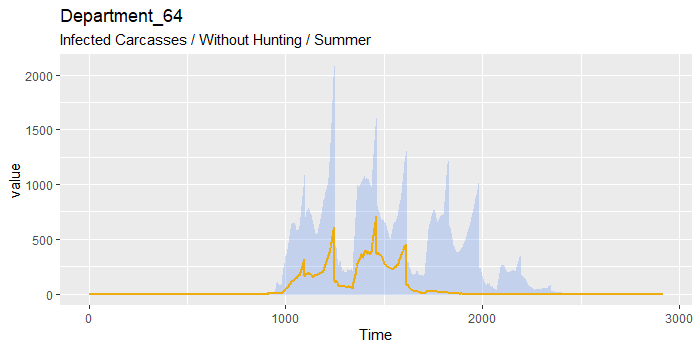 Department_64
Infected Carcasses / Without Hunting / Summer
2000
1500
1000
500
0
value
0
1000
2000
3000
Time